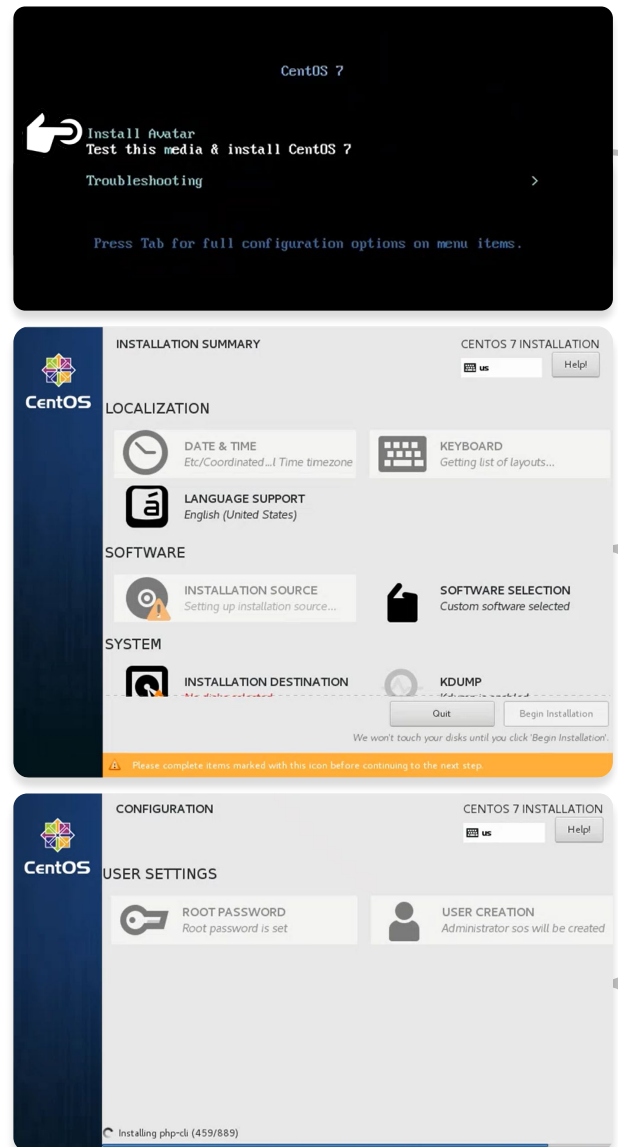 CentOS 7
Install Avatar
Test this media & install CentOS 7
Troubleshooting >
Press Tab for full configuration options on menu items.
INSTALLATION SUMMARY
CENTOS 7 INSTALLATION
us
Help!
CentOS
LOCALIZATION
DATE & TIME
Etc/Coordinated...l Time timezone
KEYBOARD
Getting list of layouts...
á
LANGUAGE SUPPORT
English (United States)
SOFTWARE
INSTALLATION SOURCE
Setting up installation source...
SOFTWARE SELECTION
Custom software selected
SYSTEM
INSTALLATION DESTINATION
No disks selected
KDUMP
Kdump is enabled
Quit
Begin Installation
We won't touch your disks until you click 'Begin Installation'.
Please complete items marked with this icon before continuing to the next step.
CONFIGURATION
CENTOS 7 INSTALLATION
us
Help!
CentOS
USER SETTINGS
ROOT PASSWORD
Root password is set
USER CREATION
Administrator sos will be created
Installing php-cli (459/889)